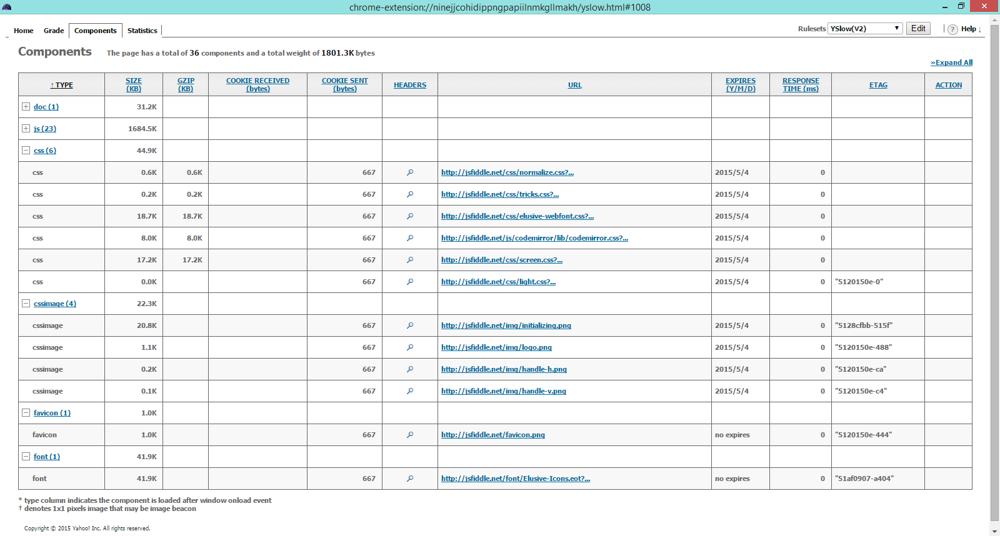 chrome-extension://ninejjcohidippngpapiilnmkgllmakh/yslow.html#1008
Home Grade Components Statistics Rulesets YSlow(V2) Edit ? Help ↓
Components The page has a total of 36 components and a total weight of 1801.3K bytes
»Expand All
↑ TYPE SIZE (KB) GZIP (KB) COOKIE RECEIVED (bytes) COOKIE SENT (bytes) HEADERS URL EXPIRES (Y/M/D) RESPONSE TIME (ms) ETAG ACTION
doc (1) 31.2K
js (23) 1684.5K
css (6) 44.9K
css 0.6K 0.6K 667 http://jsfiddle.net/css/normalize.css?... 2015/5/4 0
css 0.2K 0.2K 667 http://jsfiddle.net/css/tricks.css?... 2015/5/4 0
css 18.7K 18.7K 667 http://jsfiddle.net/css/elusive-webfont.css?... 2015/5/4 0
css 8.0K 8.0K 667 http://jsfiddle.net/js/codemirror/lib/codemirror.css?... 2015/5/4 0
css 17.2K 17.2K 667 http://jsfiddle.net/css/screen.css?... 2015/5/4 0
css 0.0K 667 http://jsfiddle.net/css/light.css?... 2015/5/4 0 "5120150e-0"
cssimage (4) 22.3K
cssimage 20.8K 667 http://jsfiddle.net/img/initializing.png 2015/5/4 0 "5128cfbb-515f"
cssimage 1.1K 667 http://jsfiddle.net/img/logo.png 2015/5/4 0 "5120150e-488"
cssimage 0.2K 667 http://jsfiddle.net/img/handle-h.png 2015/5/4 0 "5120150e-ca"
cssimage 0.1K 667 http://jsfiddle.net/img/handle-v.png 2015/5/4 0 "5120150e-c4"
favicon (1) 1.0K
favicon 1.0K 667 http://jsfiddle.net/favicon.png no expires 0 "5120150e-444"
font (1) 41.9K
font 41.9K 667 http://jsfiddle.net/font/Elusive-Icons.eot?... no expires 0 "51af0907-a404"
* type column indicates the component is loaded after window onload event
† denotes 1x1 pixels image that may be image beacon
Copyright © 2015 Yahoo! Inc. All rights reserved.